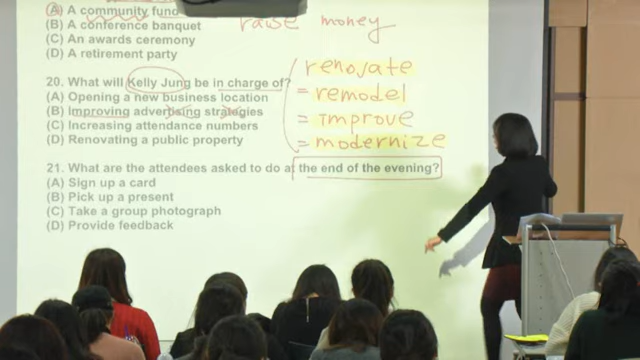 (A) A community fund
(B) A conference banquet
(C) An awards ceremony
(D) A retirement party
raise money
20. What will Kelly Jung be in charge of?
(A) Opening a new business location
(B) Improving advertising strategies
(C) Increasing attendance numbers
(D) Renovating a public property
renovate
= remodel
= improve
= modernize
21. What are the attendees asked to do at the end of the evening?
(A) Sign up a card
(B) Pick up a present
(C) Take a group photograph
(D) Provide feedback